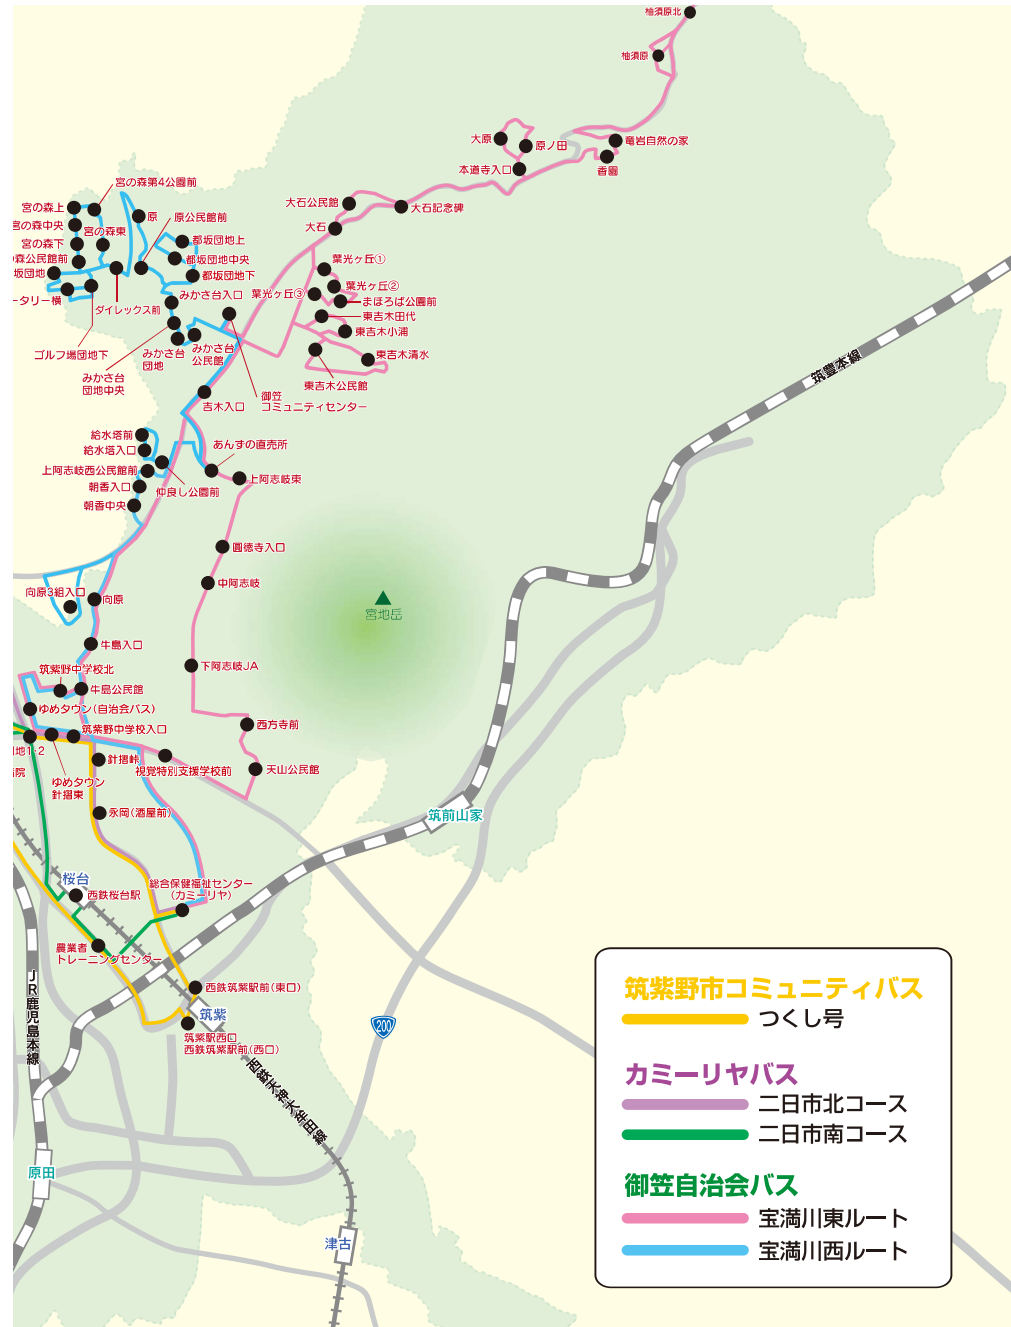 柚須原北
柚須原
大原
原ノ田
竜岩自然の家
本道寺入口
香園
宮の森第4公園前
宮の森上
原
原公民館前
大石公民館
大石記念碑
宮の森中央
宮の森東
大石
宮の森下
都坂団地上
森公民館前
都坂団地中央
葉光ヶ丘①
坂団地
都坂団地下
葉光ヶ丘②
ータリー横
みかさ台入口
葉光ヶ丘③
まほろば公園前
ダイレックス前
東吉木田代
東吉木小浦
ゴルフ場団地下
みかさ台
団地
みかさ台
公民館
東吉木清水
みかさ台
団地中央
東吉木公民館
御笠
コミュニティセンター
吉木入口
筑豊本線
給水塔前
給水塔入口
あんずの直売所
上阿志岐西公民館前
上阿志岐東
朝香入口
仲良し公園前
朝香中央
圓徳寺入口
中阿志岐
向原3組入口
向原
宮地岳
牛島入口
筑紫野中学校北
下阿志岐JA
牛島公民館
ゆめタウン(自治会バス)
西方寺前
筑紫野中学校入口
地1・2
針摺峠
視覚特別支援学校前
天山公民館
院
ゆめタウン
針摺東
永岡(酒屋前)
筑前山家
桜台
西鉄桜台駅
総合保健福祉センター
(カミーリヤ)
農業者
トレーニングセンター
JR鹿児島本線
西鉄筑紫駅前(東口)
筑紫
筑紫駅西口
西鉄筑紫駅前(西口)
200
西鉄天神大牟田線
原田
津古
筑紫野市コミュニティバス
つくし号
カミーリヤバス
二日市北コース
二日市南コース
御笠自治会バス
宝満川東ルート
宝満川西ルート